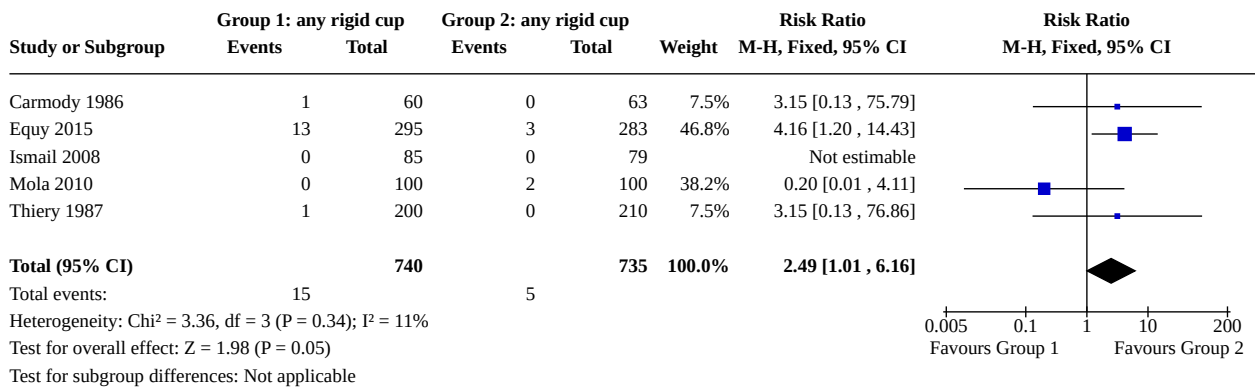 Group 1: any rigid cup Group 2: any rigid cup Risk Ratio Risk Ratio
Study or Subgroup Events Total Events Total Weight M-H, Fixed, 95% CI M-H, Fixed, 95% CI
Carmody 1986 1 60 0 63 7.5% 3.15 [0.13 , 75.79]
Equy 2015 13 295 3 283 46.8% 4.16 [1.20 , 14.43]
Ismail 2008 0 85 0 79 Not estimable
Mola 2010 0 100 2 100 38.2% 0.20 [0.01 , 4.11]
Thiery 1987 1 200 0 210 7.5% 3.15 [0.13 , 76.86]
Total (95% CI) 740 735 100.0% 2.49 [1.01 , 6.16]
Total events: 15 5
Heterogeneity: Chi² = 3.36, df = 3 (P = 0.34); I² = 11%
Test for overall effect: Z = 1.98 (P = 0.05)
Test for subgroup differences: Not applicable
0.005 0.1 1 10 200
Favours Group 1 Favours Group 2